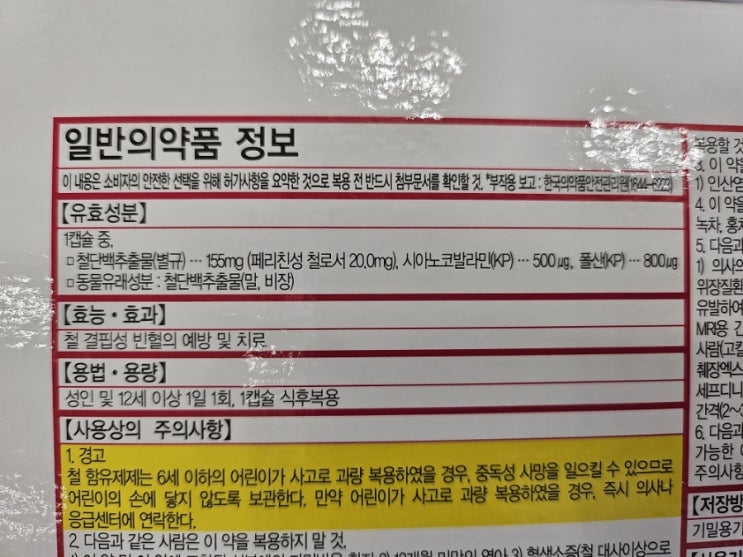 일반의약품 정보
이 내용은 소비자의 안전한 선택을 위해 허가사항을 요약한 것으로 복용 전 반드시 첨부문서를 확인할 것. *부작용 보고 : 한국의약품안전관리원
【유효성분】
1캡슐 중,
□ 철단백추출물(별규) ··· 155mg (페리친성 철로서 20.0mg), 시아노코발라민(KP) ··· 500㎍, 폴산(KP) ··· 800㎍
□ 동물유래성분 : 철단백추출물(말, 비장)
【효능·효과】
철 결핍성 빈혈의 예방 및 치료
【용법·용량】
성인 및 12세 이상 1일 1회, 1캡슐 식후복용
【사용상의 주의사항】
1. 경고
철 함유제제는 6세 이하의 어린이가 사고로 과량 복용하였을 경우, 중독성 사망을 일으킬 수 있으므로
어린이의 손에 닿지 않도록 보관한다. 만약 어린이가 사고로 과량 복용하였을 경우, 즉시 의사나
응급센터에 연락한다.
2. 다음과 같은 사람은 이 약을 복용하지 말 것.
복용할 것
3. 이 약
1) 인산염
4. 이 약을
녹차, 홍차
5. 다음과
1) 의사의
위장질환
유발하여
MRI용 간
사람(고칼
췌장엑스
세프디니
간격(2~
6. 다음과
가능한
주의사항
【저장방
기밀용기